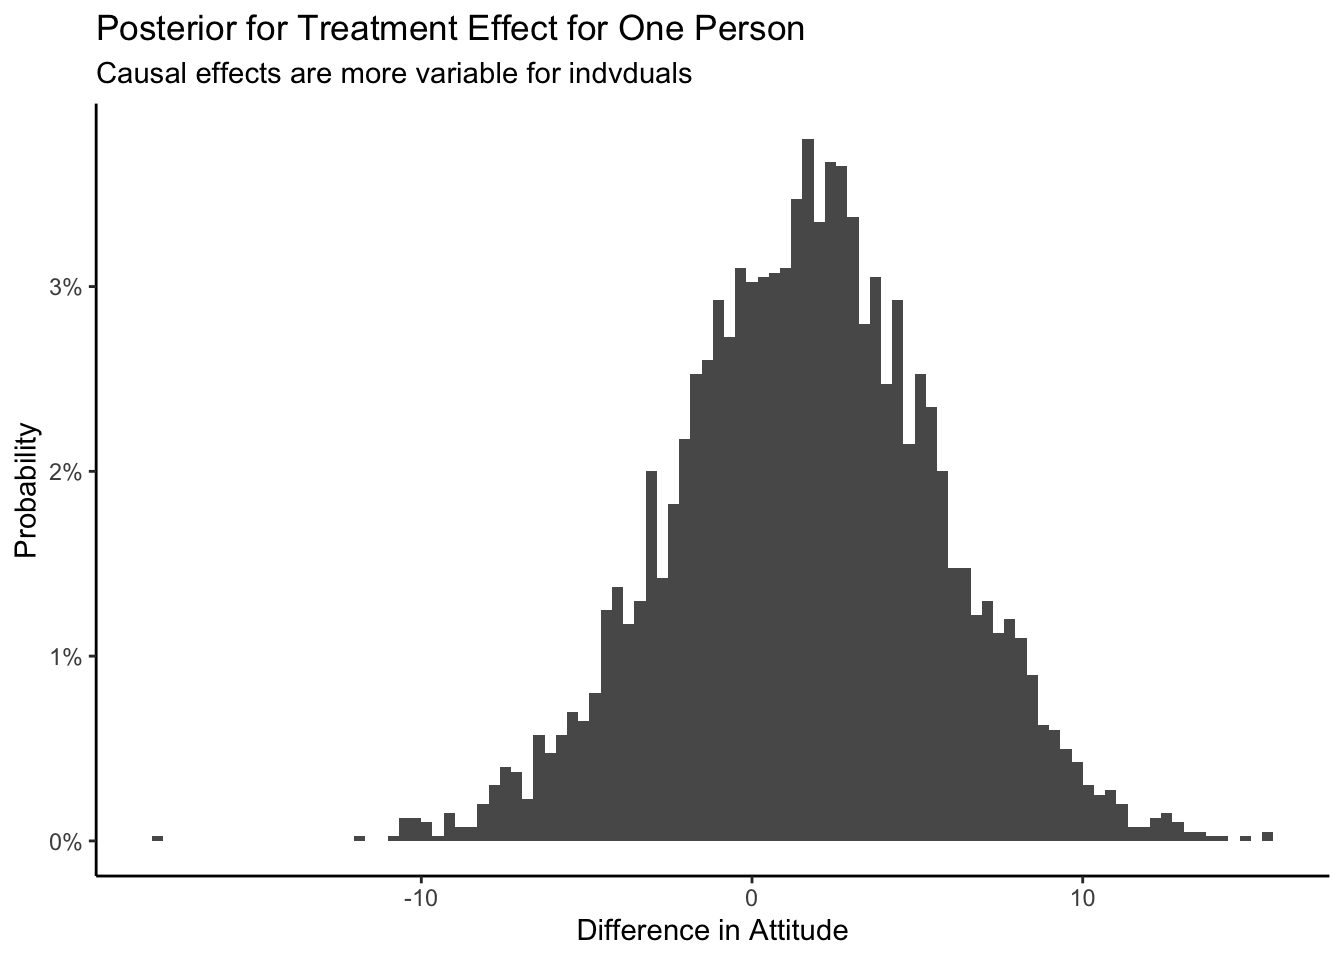 Posterior for Treatment Effect for One Person
Causal effects are more variable for indvduals
3%
2%
1%
0%
Probability
-10
0
10
Difference in Attitude